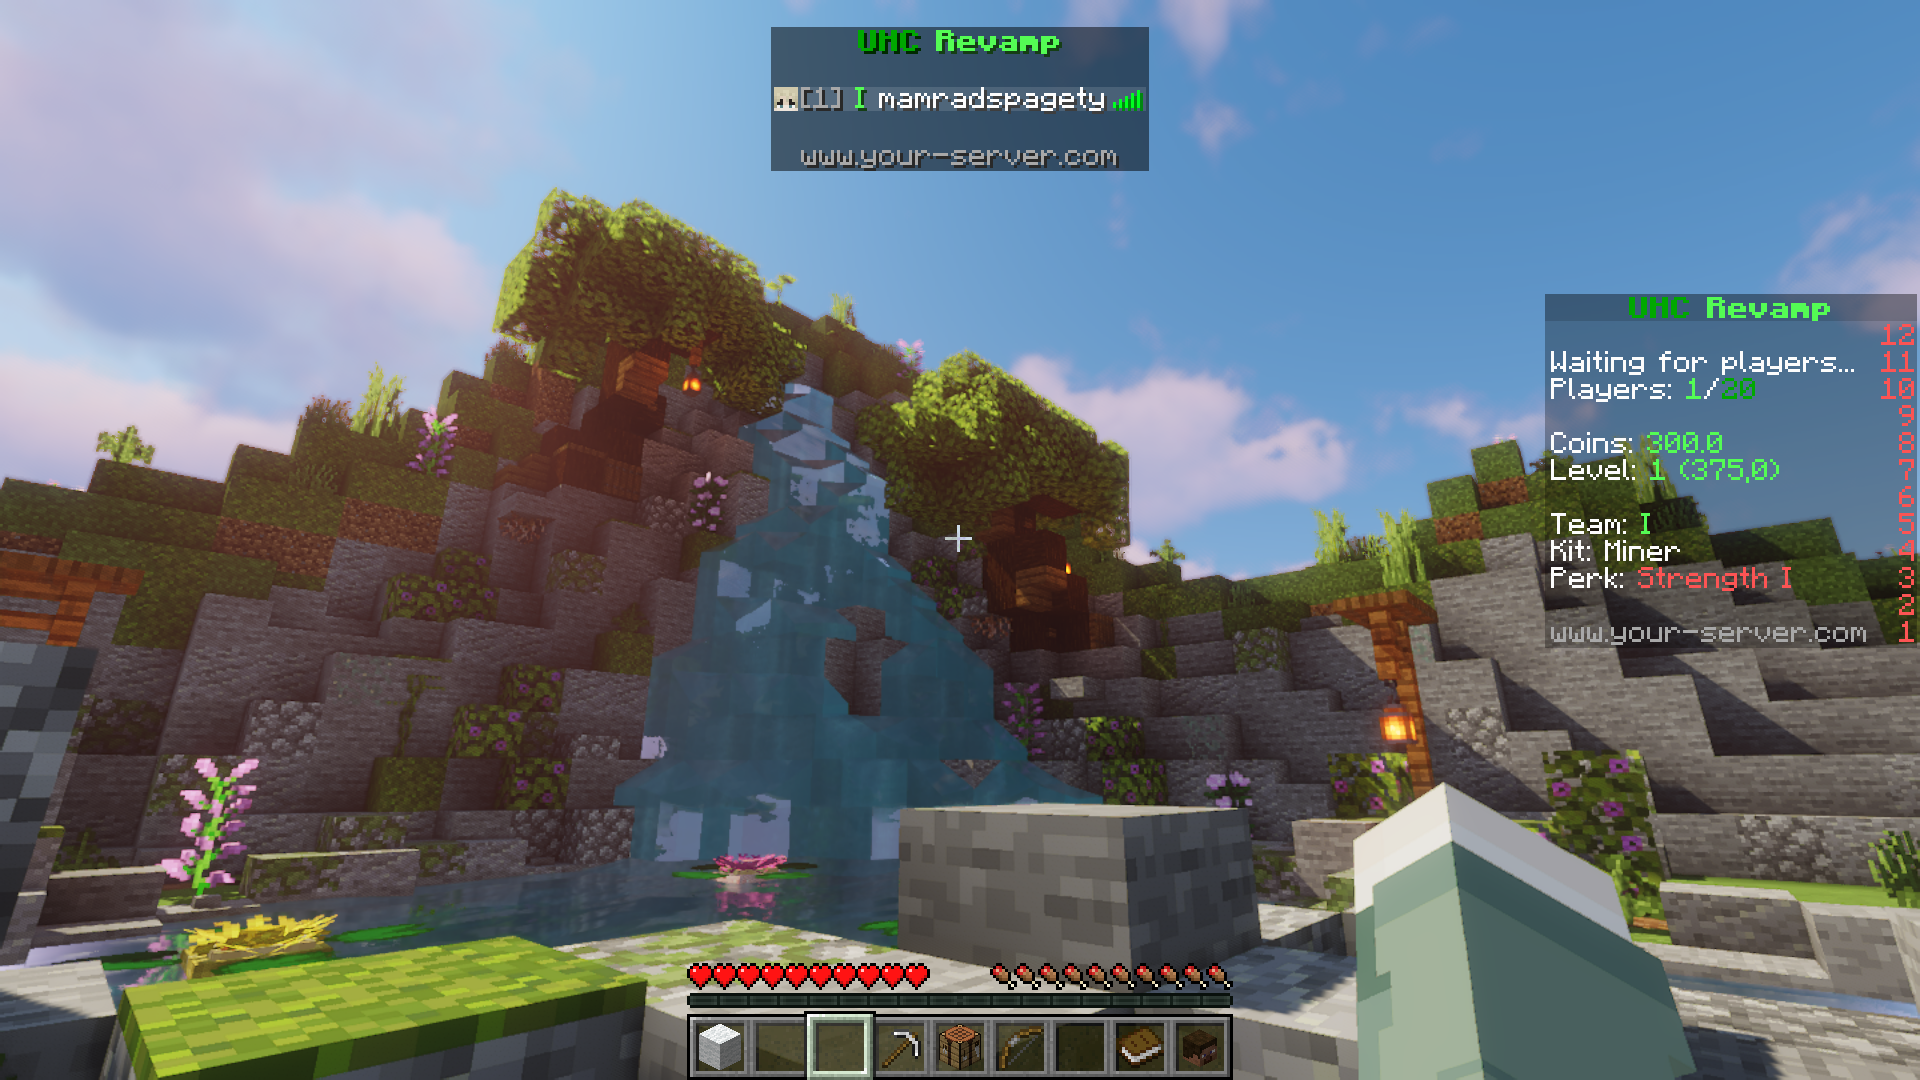 UHC Revamp
[1] I mamradspagety
www.your-server.com
UHC Revamp
12
Waiting for players... 11
Players: 1/20 10
9
Coins: 300.0 8
Level: 1 (375,0) 7
6
Team: I 5
Kit: Miner 4
Perk: Strength I 3
2
www.your-server.com 1